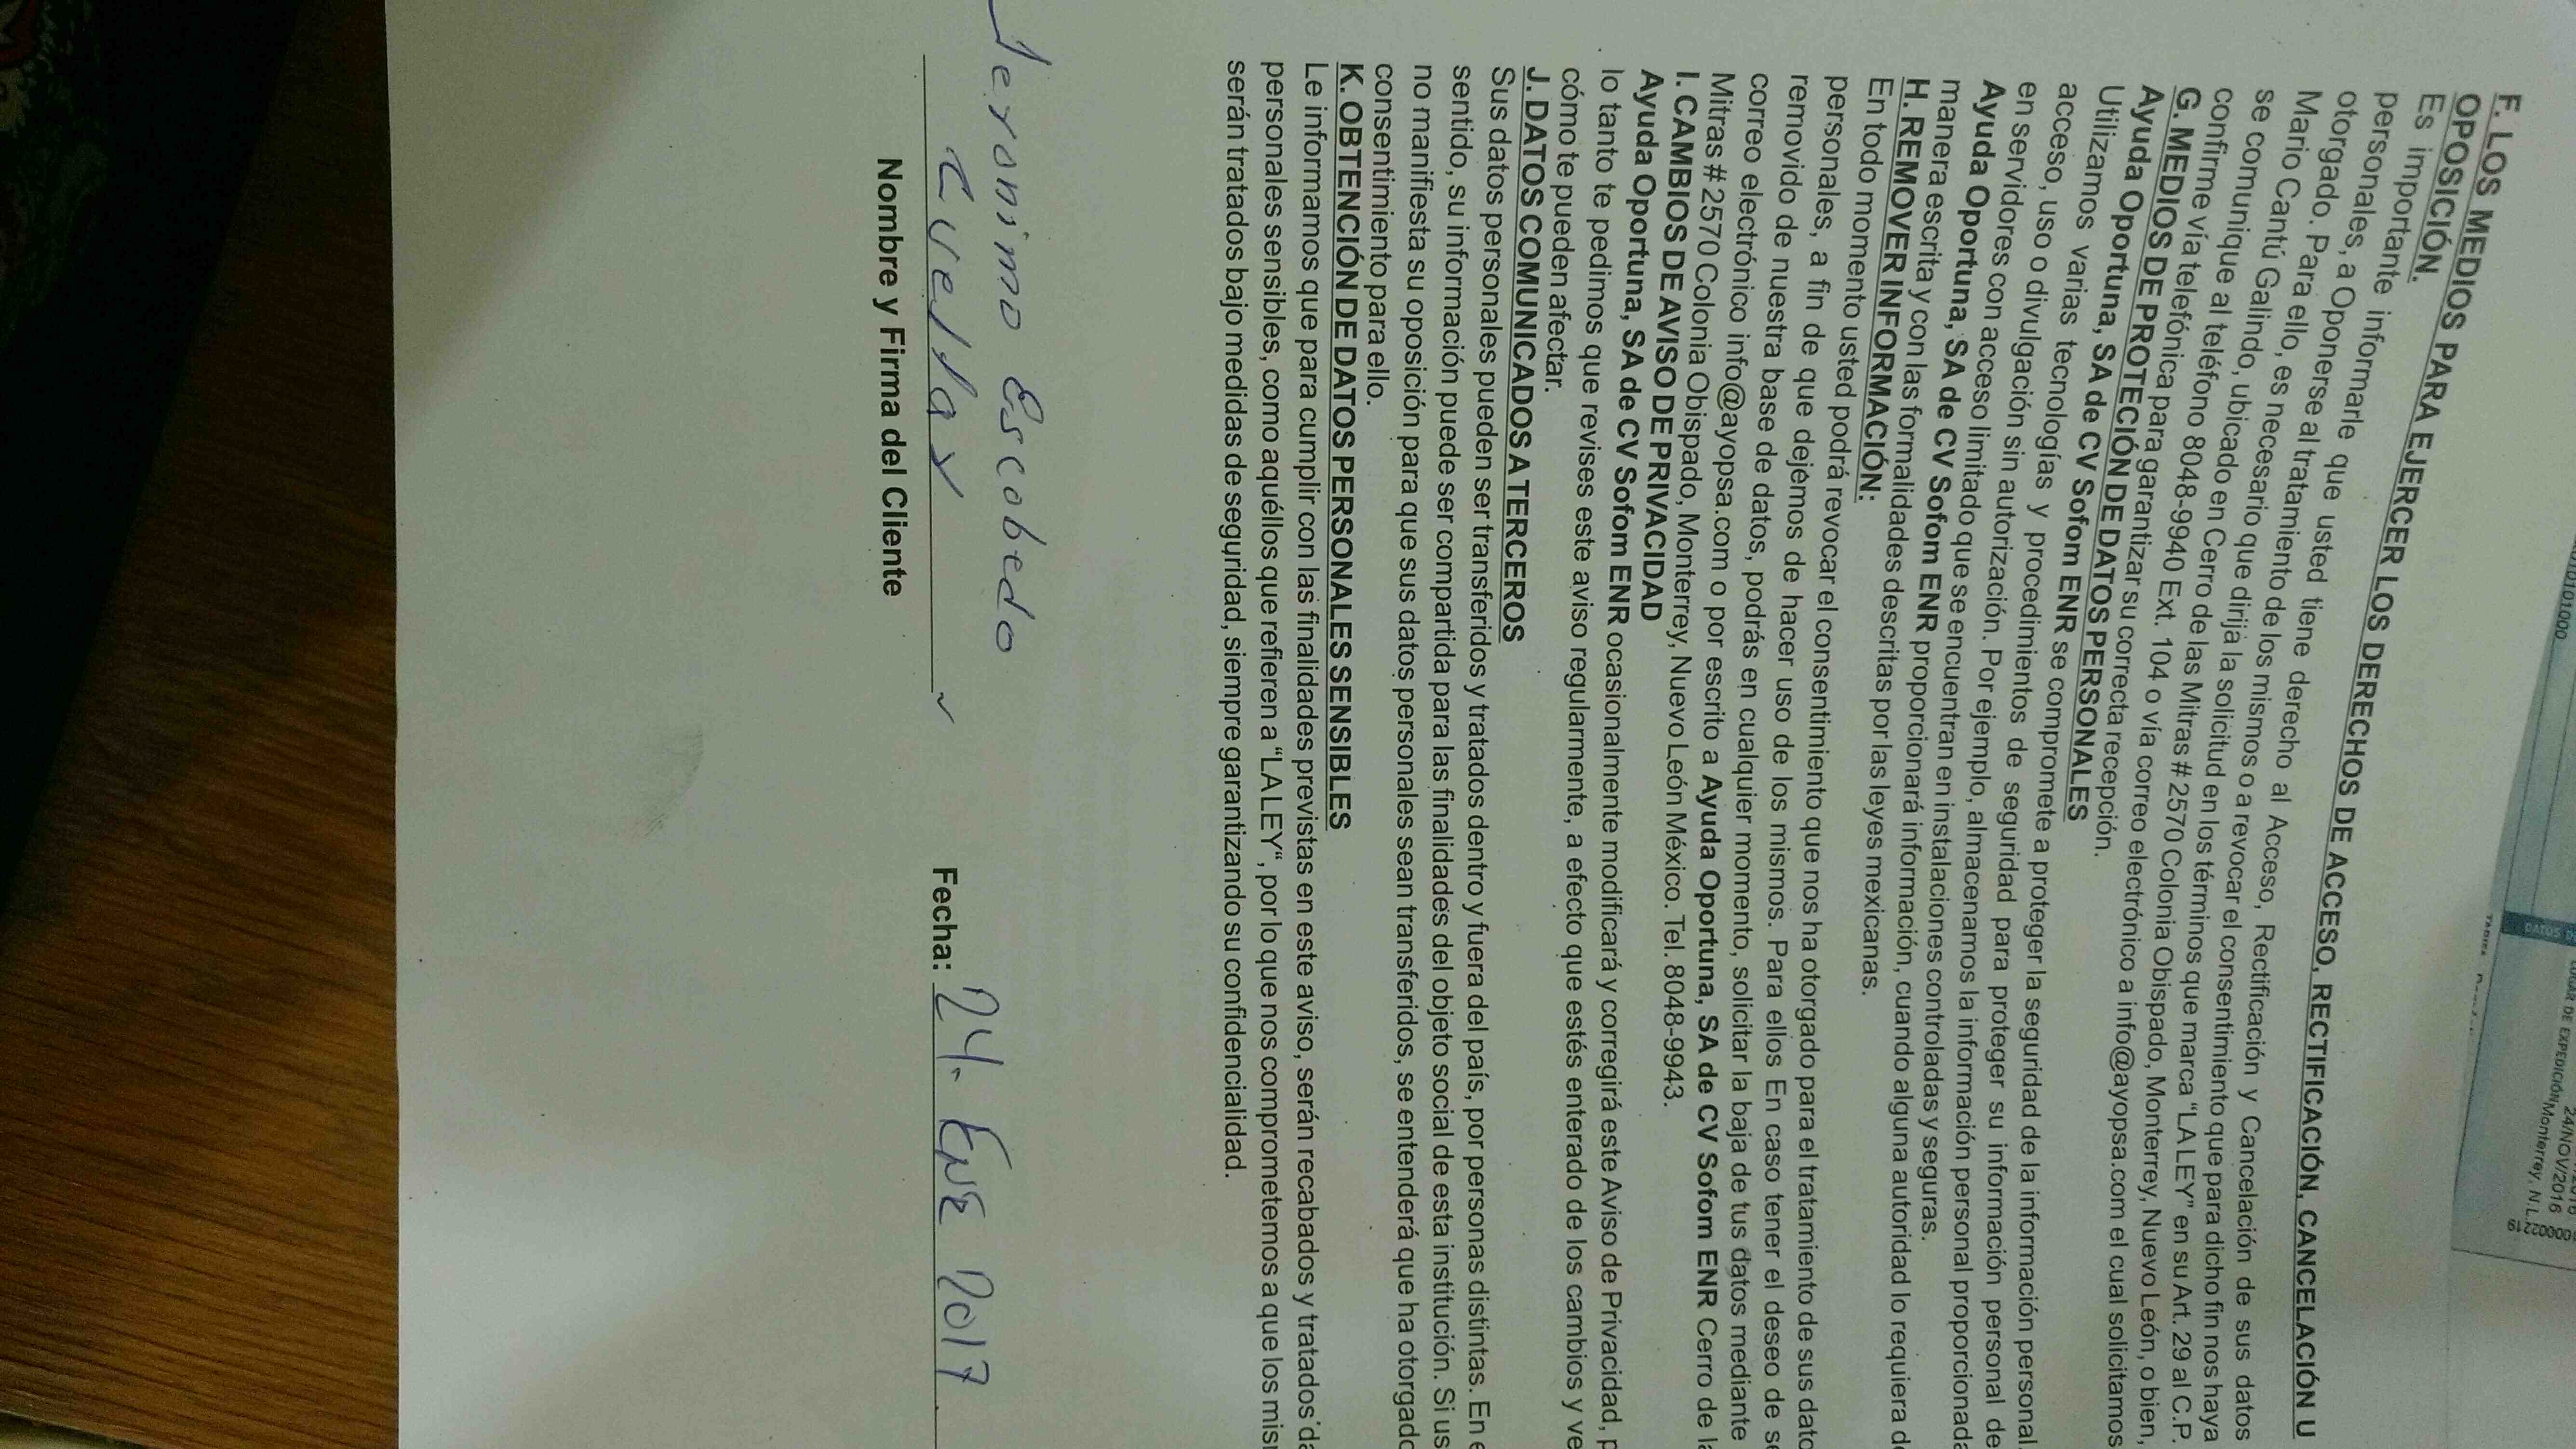 010101000
DATOS
LUGAR DE EXPEDICIÓN
24/NOV/2016
Monterrey, N.L.
F. LOS MEDIOS PARA EJERCER LOS DERECHOS DE ACCESO, RECTIFICACIÓN, CANCELACIÓN U
OPOSICIÓN.
Es importante informarle que usted tiene derecho al Acceso, Rectificación y Cancelación de sus datos
personales, a Oponerse al tratamiento de los mismos o a revocar el consentimiento que para dicho fin nos haya
otorgado. Para ello, es necesario que dirija la solicitud en los términos que marca "LA LEY" en su Art. 29 al C.P.
Mario Cantú Galindo, ubicado en Cerro de las Mitras # 2570 Colonia Obispado, Monterrey, Nuevo León, o bien,
se comunique al teléfono 8048-9940 Ext. 104 o vía correo electrónico a info@ayopsa.com el cual solicitamos
confirme vía telefónica para garantizar su correcta recepción.
G. MEDIOS DE PROTECIÓN DE DATOS PERSONALES
Ayuda Oportuna, SA de CV Sofom ENR se compromete a proteger la seguridad de la información personal.
Utilizamos varias tecnologías y procedimientos de seguridad para proteger su información personal de
acceso, uso o divulgación sin autorización. Por ejemplo, almacenamos la información personal proporcionada
en servidores con acceso limitado que se encuentran en instalaciones controladas y seguras.
Ayuda Oportuna, SA de CV Sofom ENR proporcionará información, cuando alguna autoridad lo requiera de
manera escrita y con las formalidades descritas por las leyes mexicanas.
H. REMOVER INFORMACIÓN:
En todo momento usted podrá revocar el consentimiento que nos ha otorgado para el tratamiento de sus dato
personales, a fin de que dejemos de hacer uso de los mismos. Para ellos En caso tener el deseo de se
removido de nuestra base de datos, podrás en cualquier momento, solicitar la baja de tus datos mediante
correo electrónico info@ayopsa.com o por escrito a Ayuda Oportuna, SA de CV Sofom ENR Cerro de la
Mitras # 2570 Colonia Obispado, Monterrey, Nuevo León México. Tel. 8048-9943.
I. CAMBIOS DE AVISO DE PRIVACIDAD
Ayuda Oportuna, SA de CV Sofom ENR ocasionalmente modificará y corregirá este Aviso de Privacidad, p
lo tanto te pedimos que revises este aviso regularmente, a efecto que estés enterado de los cambios y ve
cómo te pueden afectar.
J. DATOS COMUNICADOS A TERCEROS
Sus datos personales pueden ser transferidos y tratados dentro y fuera del país, por personas distintas. En e
sentido, su información puede ser compartida para las finalidades del objeto social de esta institución. Si us
no manifiesta su oposición para que sus datos personales sean transferidos, se entenderá que ha otorgado
consentimiento para ello.
K. OBTENCIÓN DE DATOS PERSONALES SENSIBLES
Le informamos que para cumplir con las finalidades previstas en este aviso, serán recabados y tratados da
personales sensibles, como aquéllos que refieren a "LA LEY", por lo que nos comprometemos a que los mism
serán tratados bajo medidas de seguridad, siempre garantizando su confidencialidad.
Jeronimo Escobedo
Cuellar
Nombre y Firma del Cliente
Fecha: 24. ENE 2017